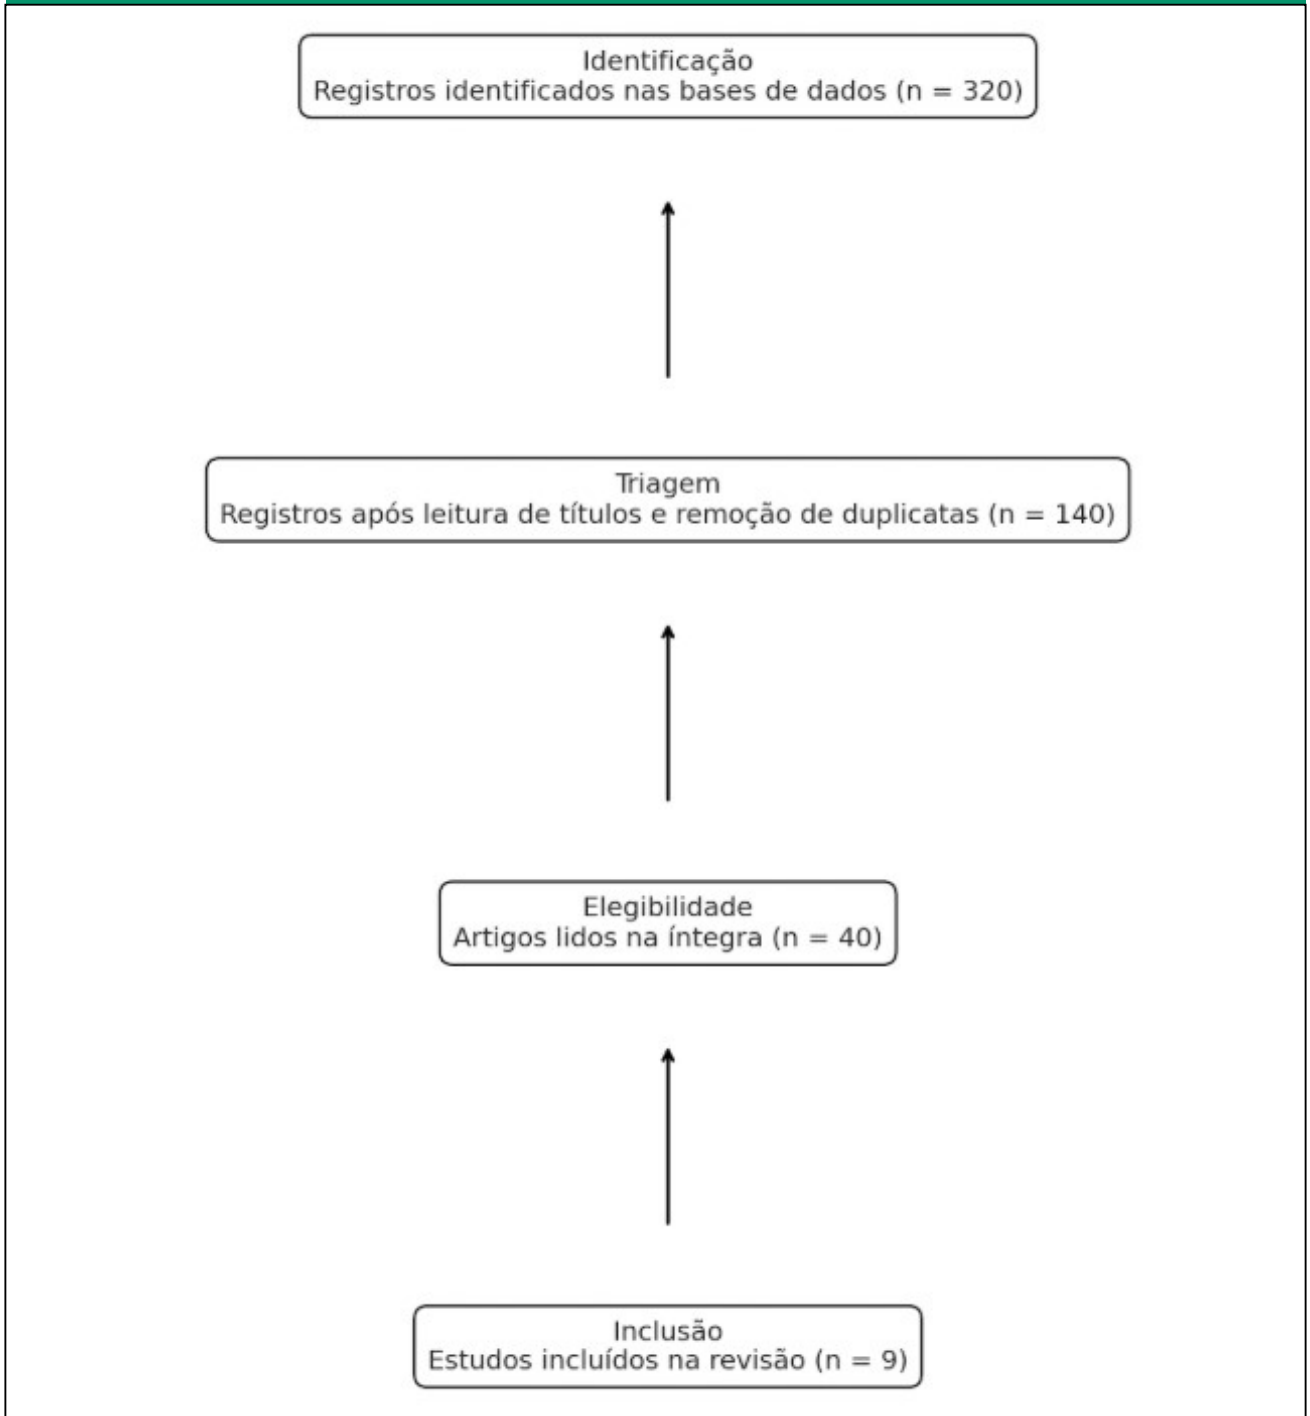 Identificação
Registros identificados nas bases de dados (n = 320)
Triagem
Registros após leitura de títulos e remoção de duplicatas (n = 140)
Elegibilidade
Artigos lidos na íntegra (n = 40)
Inclusão
Estudos incluídos na revisão (n = 9)